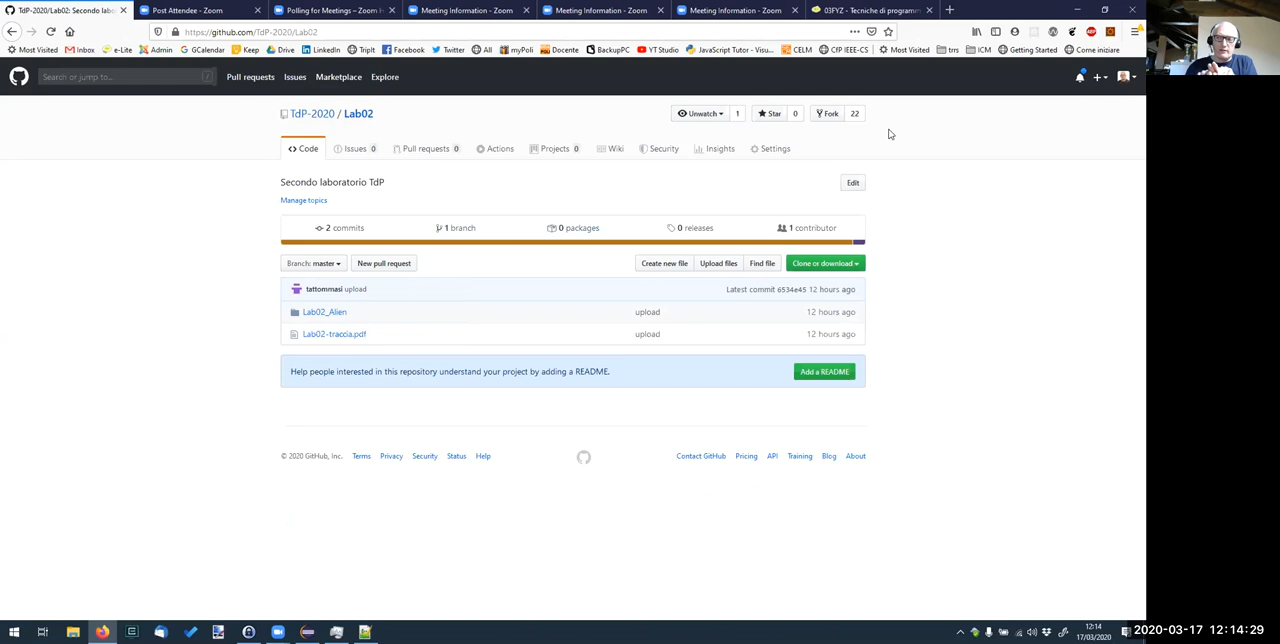 TdP-2020/Lab02: Secondo labo
Post Attendee - Zoom
Polling for Meetings – Zoom H
Meeting Information - Zoom
Meeting Information - Zoom
Meeting Information - Zoom
03FYZ - Tecniche di programm
https://github.com/TdP-2020/Lab02
Most Visited
Inbox
e-Lite
Admin
GCalendar
Keep
Drive
LinkedIn
TripIt
Facebook
Twitter
All
myPoli
Docente
BackupPC
YT Studio
JavaScript Tutor - Visu...
CELM
CfP IEEE-CS
Most Visited
trrs
ICM
Getting Started
Corne iniziare
Search or jump to...
/
Pull requests
Issues
Marketplace
Explore
TdP-2020 / Lab02
Unwatch 1
Star 0
Fork 22
Code
Issues 0
Pull requests 0
Actions
Projects 0
Wiki
Security
Insights
Settings
Secondo laboratorio TdP
Edit
Manage topics
2 commits
1 branch
0 packages
0 releases
1 contributor
Branch: master
New pull request
Create new file
Upload files
Find file
Clone or download
tattommasi upload
Latest commit 6534e45 12 hours ago
Lab02_Alien
upload
12 hours ago
Lab02-traccia.pdf
upload
12 hours ago
Help people interested in this repository understand your project by adding a README.
Add a README
© 2020 GitHub, Inc.
Terms
Privacy
Security
Status
Help
Contact GitHub
Pricing
API
Training
Blog
About
12:14
17/03/2020
2020-03-17 12:14:29